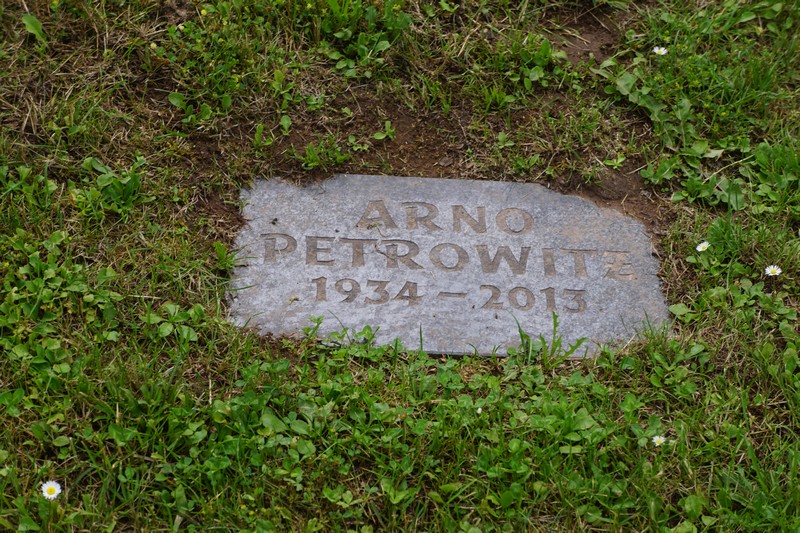 ARNO
PETROWITZ
1934 – 2013